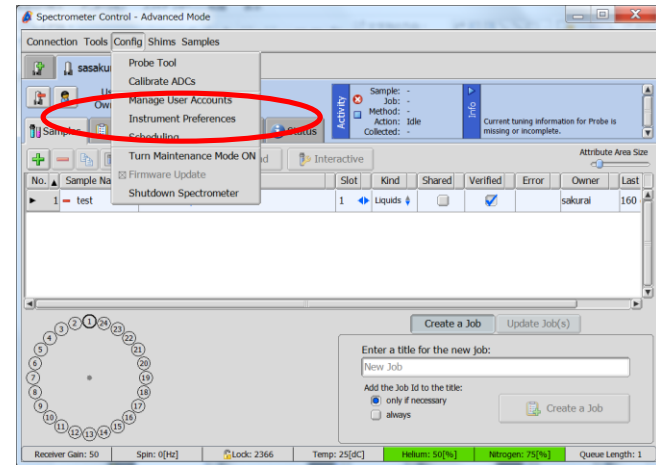 Spectrometer Control - Advanced Mode
Connection Tools Config Shims Samples
sasaku
Probe Tool
Calibrate ADCs
Manage User Accounts
Instrument Preferences
Scheduling
Turn Maintenance Mode ON
Firmware Update
Shutdown Spectrometer
Own
Samples
Status
Activity
Sample: -
Job: -
Method: -
Action: Idle
Collected: -
Info
Current tuning information for Probe is
missing or incomplete.
Interactive
Attribute Area Size
No. Sample Na Slot Kind Shared Verified Error Owner Last
1 test 1 Liquids sakurai 160
1 24 23 22 21 20 19 18 17 16 15 14 13 12 11 10 9 8 7 6 5 4 3 2
Create a Job Update Job(s)
Enter a title for the new job:
New Job
Add the Job Id to the title:
only if necessary
always
Create a Job
Receiver Gain: 50 Spin: 0[Hz] Lock: 2366 Temp: 25[dC] Helium: 50[%] Nitrogen: 75[%] Queue Length: 1